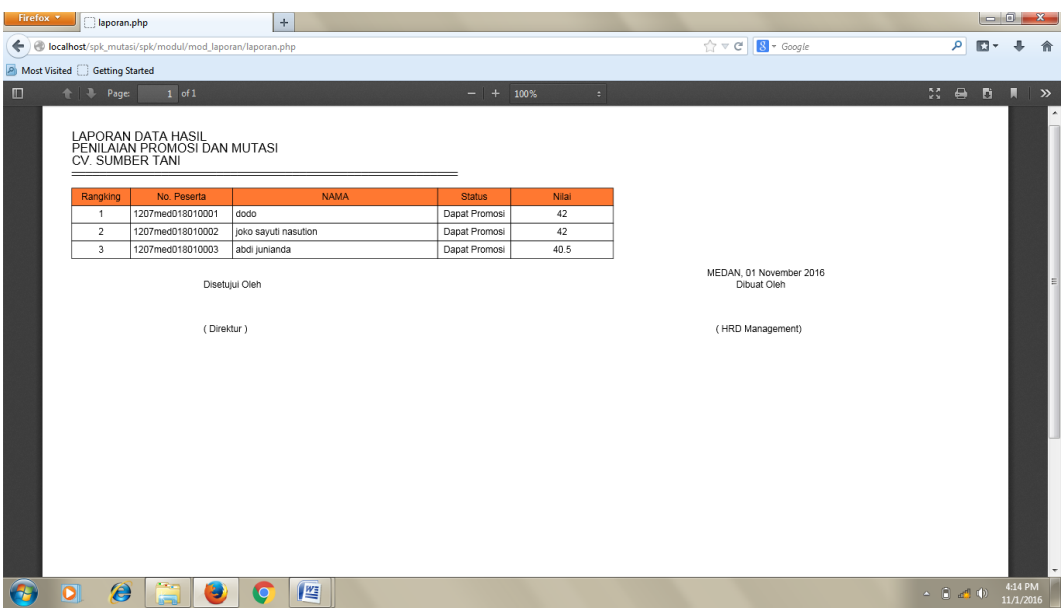 Firefox
laporan.php
localhost/spk_mutasi/spk/modul/mod_laporan/laporan.php
Google
Most Visited Getting Started
Page: 1 of 1 100%
LAPORAN DATA HASIL
PENILAIAN PROMOSI DAN MUTASI
CV. SUMBER TANI
Rangking No. Peserta NAMA Status Nilai
1 1207med018010001 dodo Dapat Promosi 42
2 1207med018010002 joko sayuti nasution Dapat Promosi 42
3 1207med018010003 abdi junianda Dapat Promosi 40.5
MEDAN, 01 November 2016
Disetujui Oleh Dibuat Oleh
( Direktur ) ( HRD Management)
4:14 PM
11/1/2016